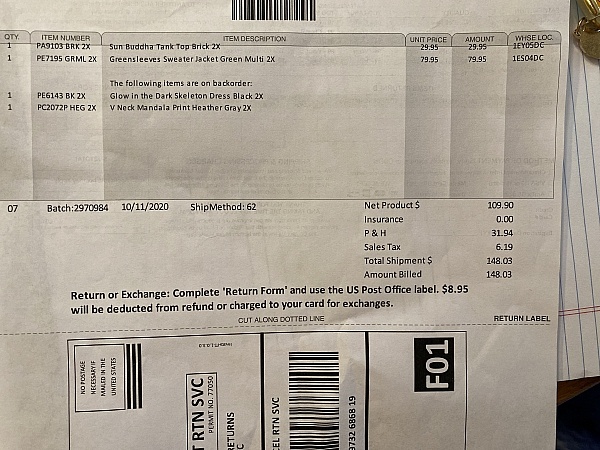 QTY. ITEM NUMBER ITEM DESCRIPTION UNIT PRICE AMOUNT WHSE LOC.
1 PA9103 BRK 2X Sun Buddha Tank Top Brick 2X 29.95 29.95 1EY05DC
1 PE7195 GRML 2X Greensleeves Sweater Jacket Green Multi 2X 79.95 79.95 1ES04DC
The following items are on backorder:
1 PE6143 BK 2X Glow in the Dark Skeleton Dress Black 2X
1 PC2072P HEG 2X V Neck Mandala Print Heather Gray 2X
07 Batch:2970984 10/11/2020 ShipMethod: 62
Net Product $ 109.90
Insurance 0.00
P & H 31.94
Sales Tax 6.19
Total Shipment $ 148.03
Amount Billed 148.03
Return or Exchange: Complete 'Return Form' and use the US Post Office label. $8.95
will be deducted from refund or charged to your card for exchanges.
CUT ALONG DOTTED LINE RETURN LABEL
NO POSTAGE
NECESSARY IF
MAILED IN THE
UNITED STATES
T RTN SVC
PERMIT NO. 77050
RETURNS
CEL RTN SVC
9732 6868 19
F01